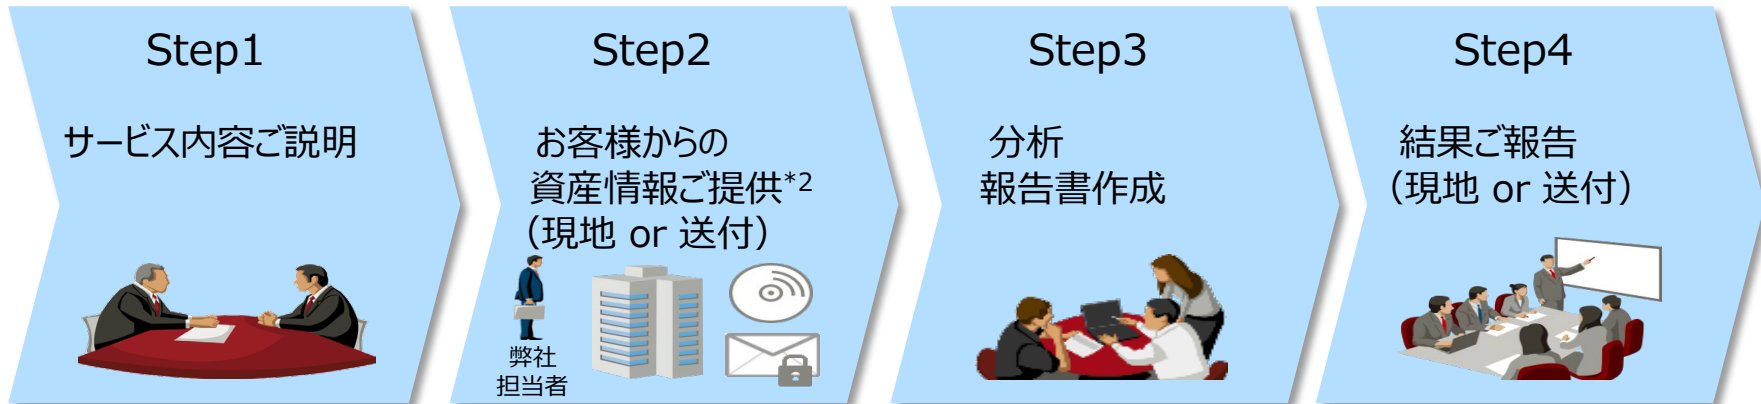 Step1
サービス内容ご説明
Step2
お客様からの
資産情報ご提供*2
（現地 or 送付）
弊社
担当者
Step3
分析
報告書作成
Step4
結果ご報告
（現地 or 送付）